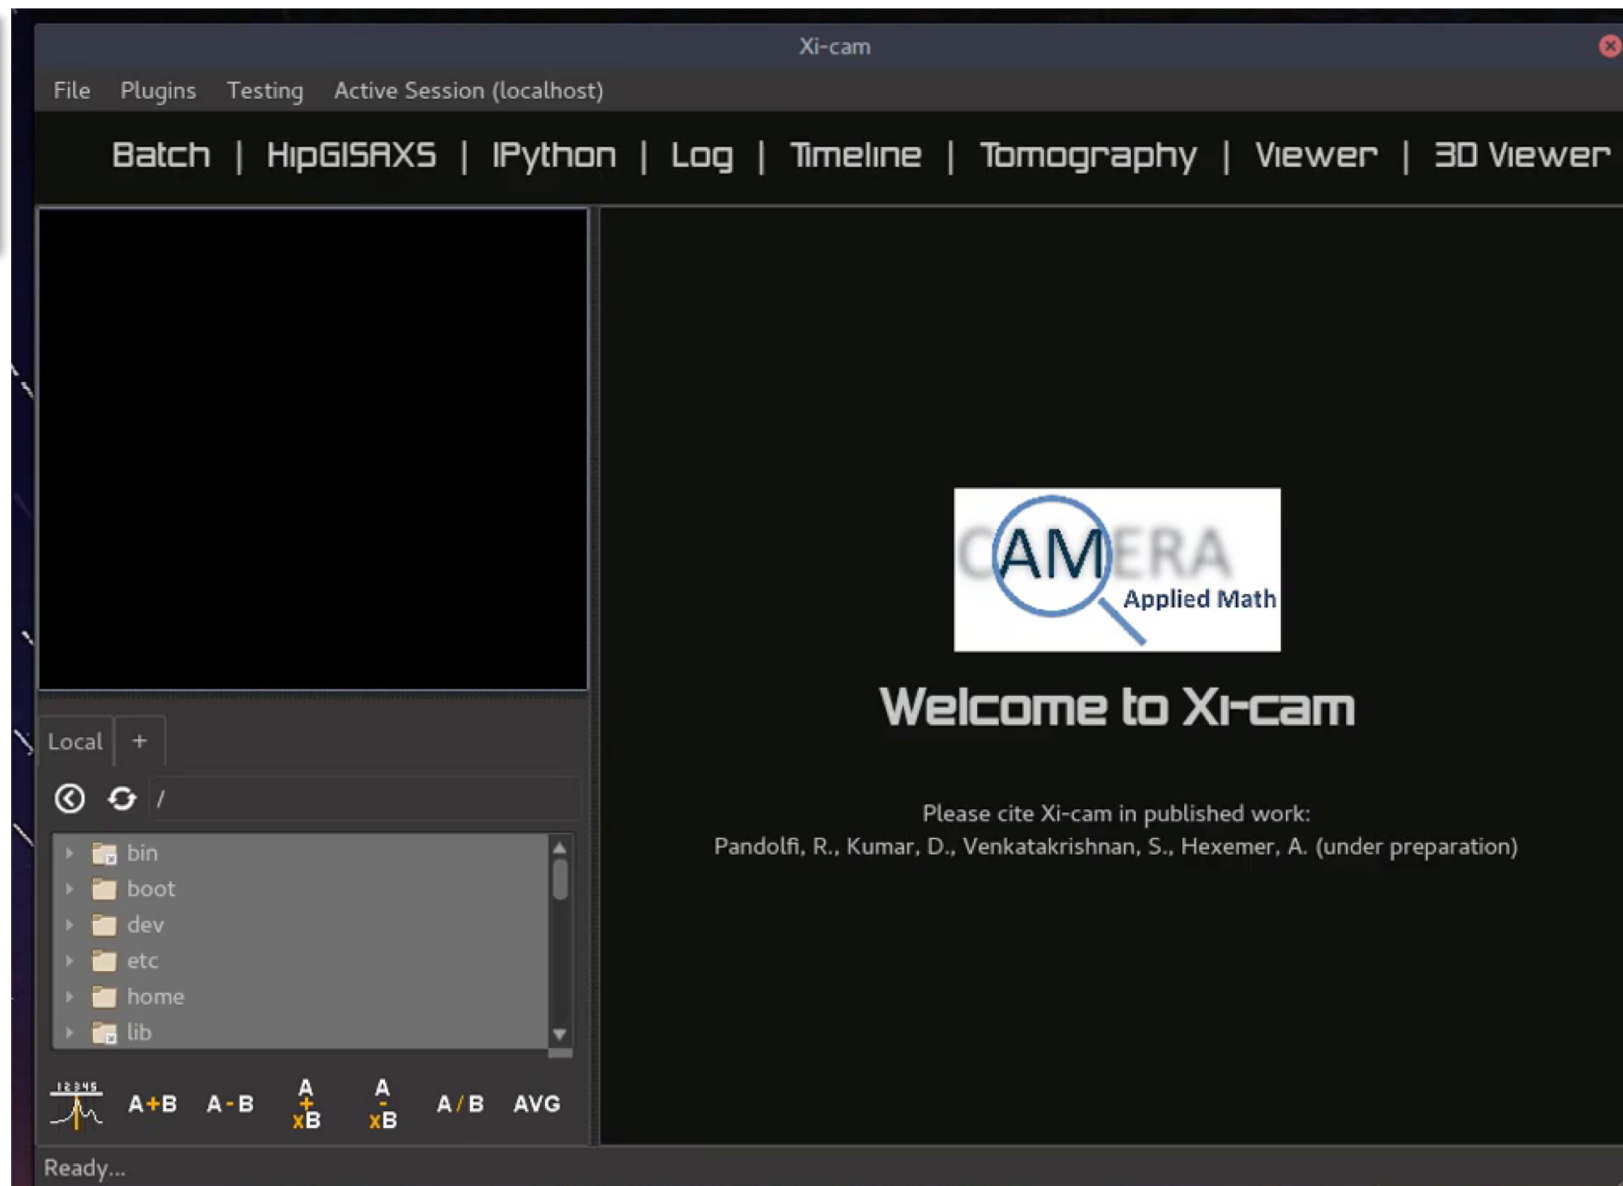 Xi-cam
File Plugins Testing Active Session (localhost)
Batch | HipGISAXS | IPython | Log | Timeline | Tomography | Viewer | 3D Viewer
CAMERA
Applied Math
Welcome to Xi-cam
Please cite Xi-cam in published work:
Pandolfi, R., Kumar, D., Venkatakrishnan, S., Hexemer, A. (under preparation)
Local +
/
bin
boot
dev
etc
home
lib
12345
A+B A-B A+xB A-xB A/B AVG
Ready...